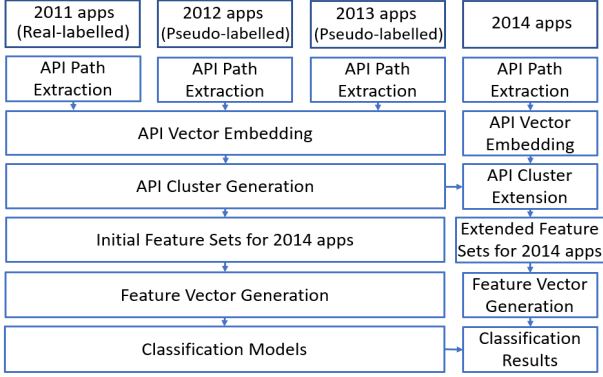 2011 apps
(Real-labelled)
2012 apps
(Pseudo-labelled)
2013 apps
(Pseudo-labelled)
2014 apps
API Path
Extraction
API Path
Extraction
API Path
Extraction
API Path
Extraction
API Vector Embedding
API Vector
Embedding
API Cluster Generation
API Cluster
Extension
Initial Feature Sets for 2014 apps
Extended Feature
Sets for 2014 apps
Feature Vector Generation
Feature Vector
Generation
Classification Models
Classification
Results